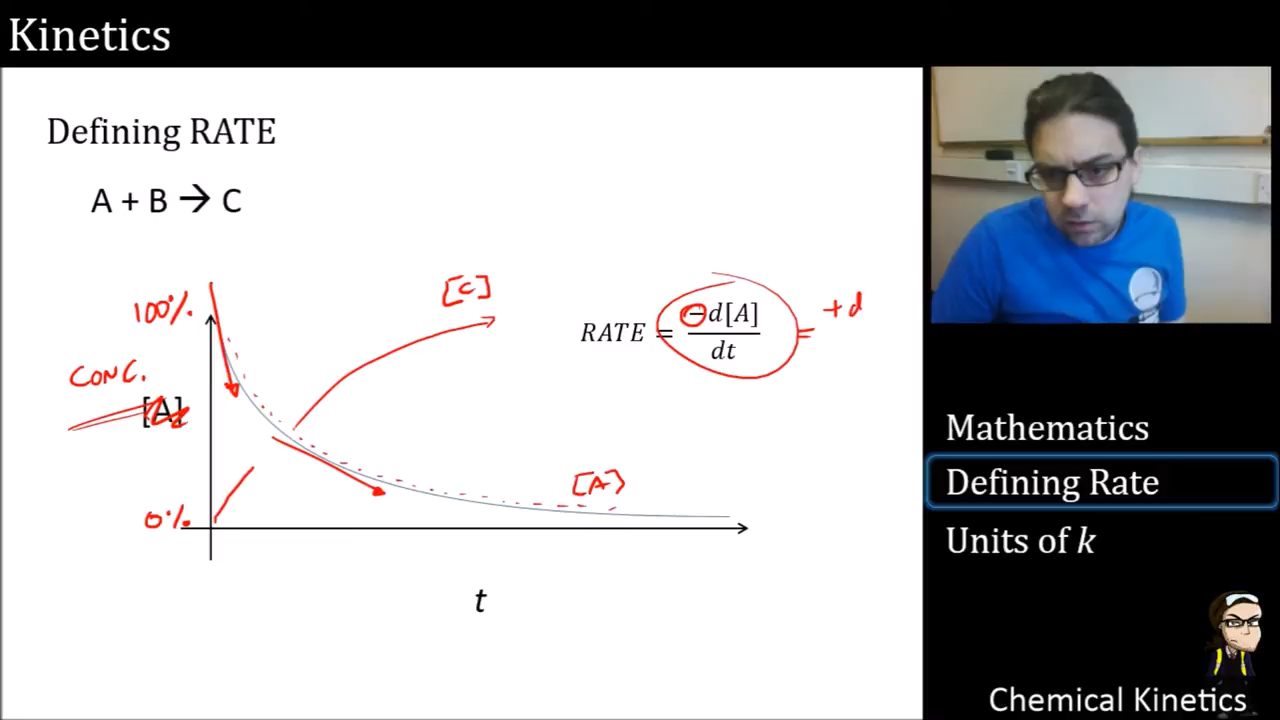 Kinetics
Defining RATE
A + B → C
[C]
100%
CONC.
[A]
0%
[A]
t
RATE = −d[A]/dt = +d
Mathematics
Defining Rate
Units of k
Chemical Kinetics